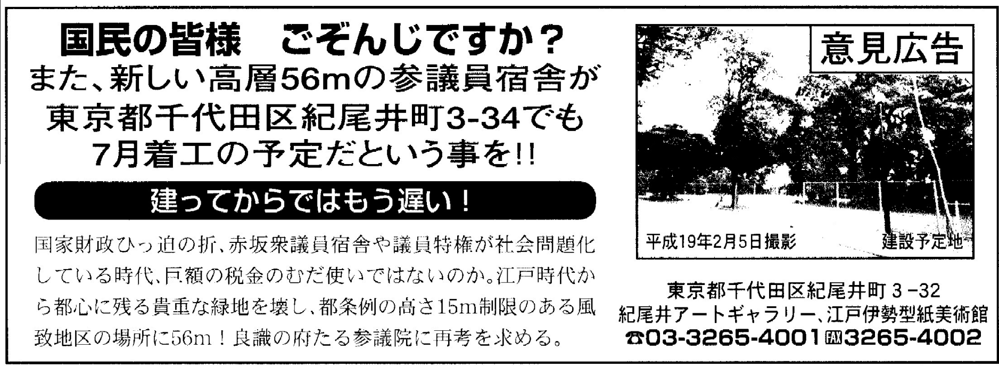 国民の皆様　ごぞんじですか？
また、新しい高層56mの参議員宿舎が
東京都千代田区紀尾井町3-34でも
7月着工の予定だという事を!!
建ってからではもう遅い！
国家財政ひっ迫の折、赤坂衆議員宿舎や議員特権が社会問題化
している時代、巨額の税金のむだ使いではないのか。江戸時代か
ら都心に残る貴重な緑地を壊し、都条例の高さ15m制限のある風
致地区の場所に56m！良識の府たる参議院に再考を求める。
意見広告
平成19年2月5日撮影
建設予定地
東京都千代田区紀尾井町３−32
紀尾井アートギャラリー、江戸伊勢型紙美術館
☎03-3265-4001 FAX3265-4002